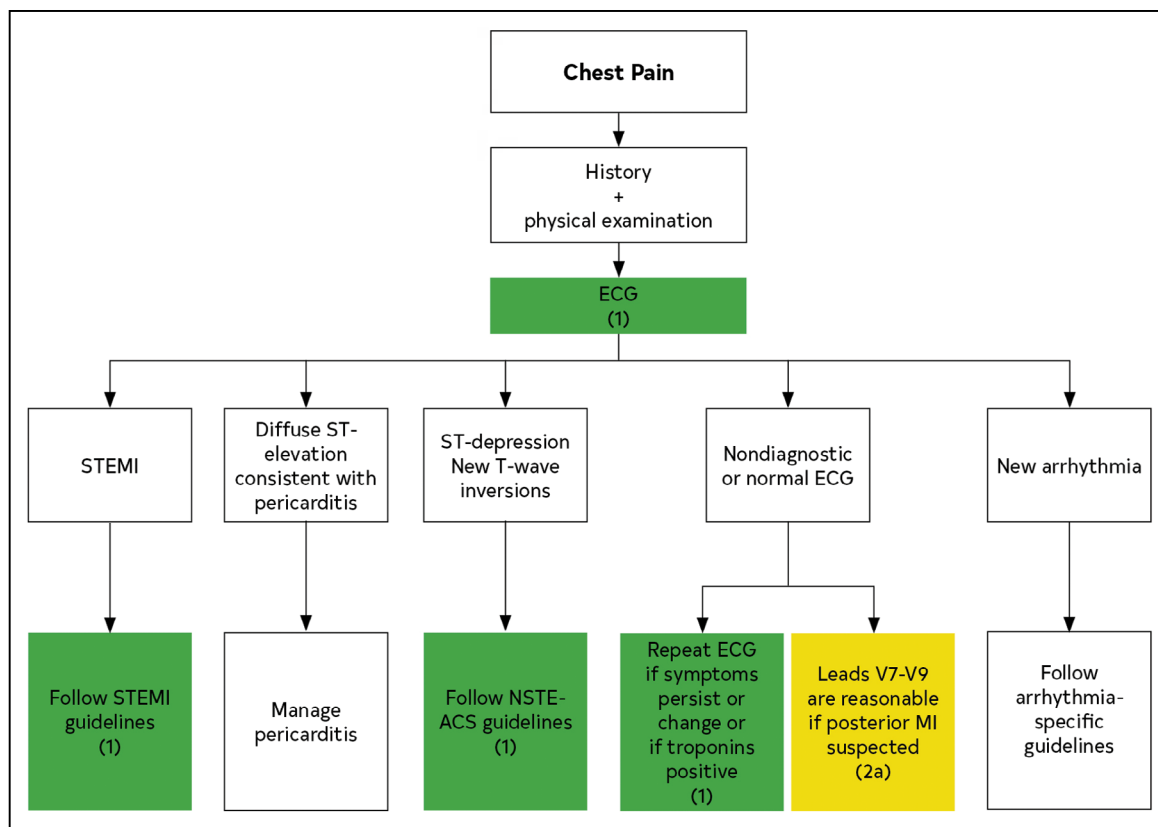 Chest Pain
History
+
physical examination
ECG
(1)
STEMI
Diffuse ST-
elevation
consistent with
pericarditis
ST-depression
New T-wave
inversions
Nondiagnostic
or normal ECG
New arrhythmia
Follow STEMI
guidelines
(1)
Manage
pericarditis
Follow NSTE-
ACS guidelines
(1)
Repeat ECG
if symptoms
persist or
change or
if troponins
positive
(1)
Leads V7-V9
are reasonable
if posterior MI
suspected
(2a)
Follow
arrhythmia-
specific
guidelines